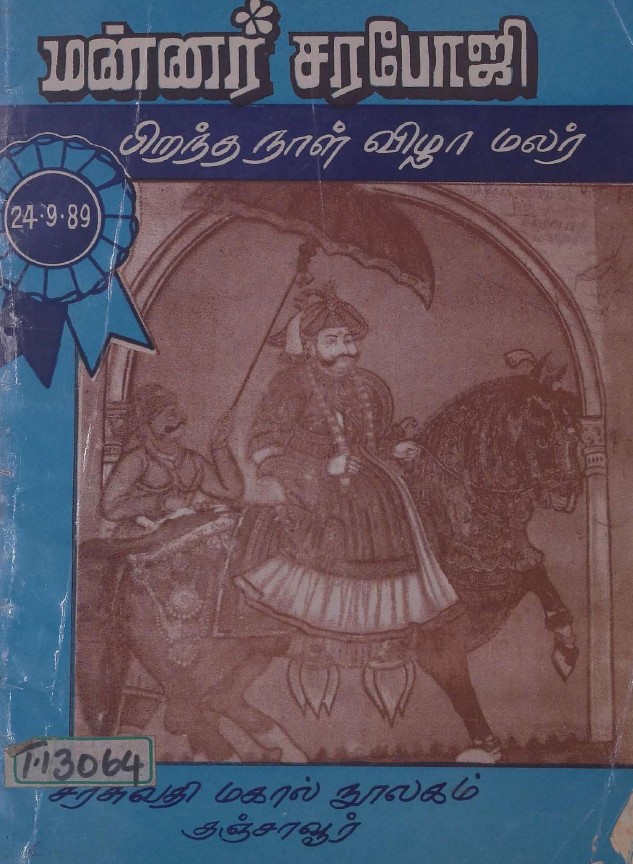 மன்னர் சரபோஜி
பிறந்த நாள் விழா மலர்
24·9·89
T.13064
சரசுவதி மகால் நூலகம்
தஞ்சாவூர்